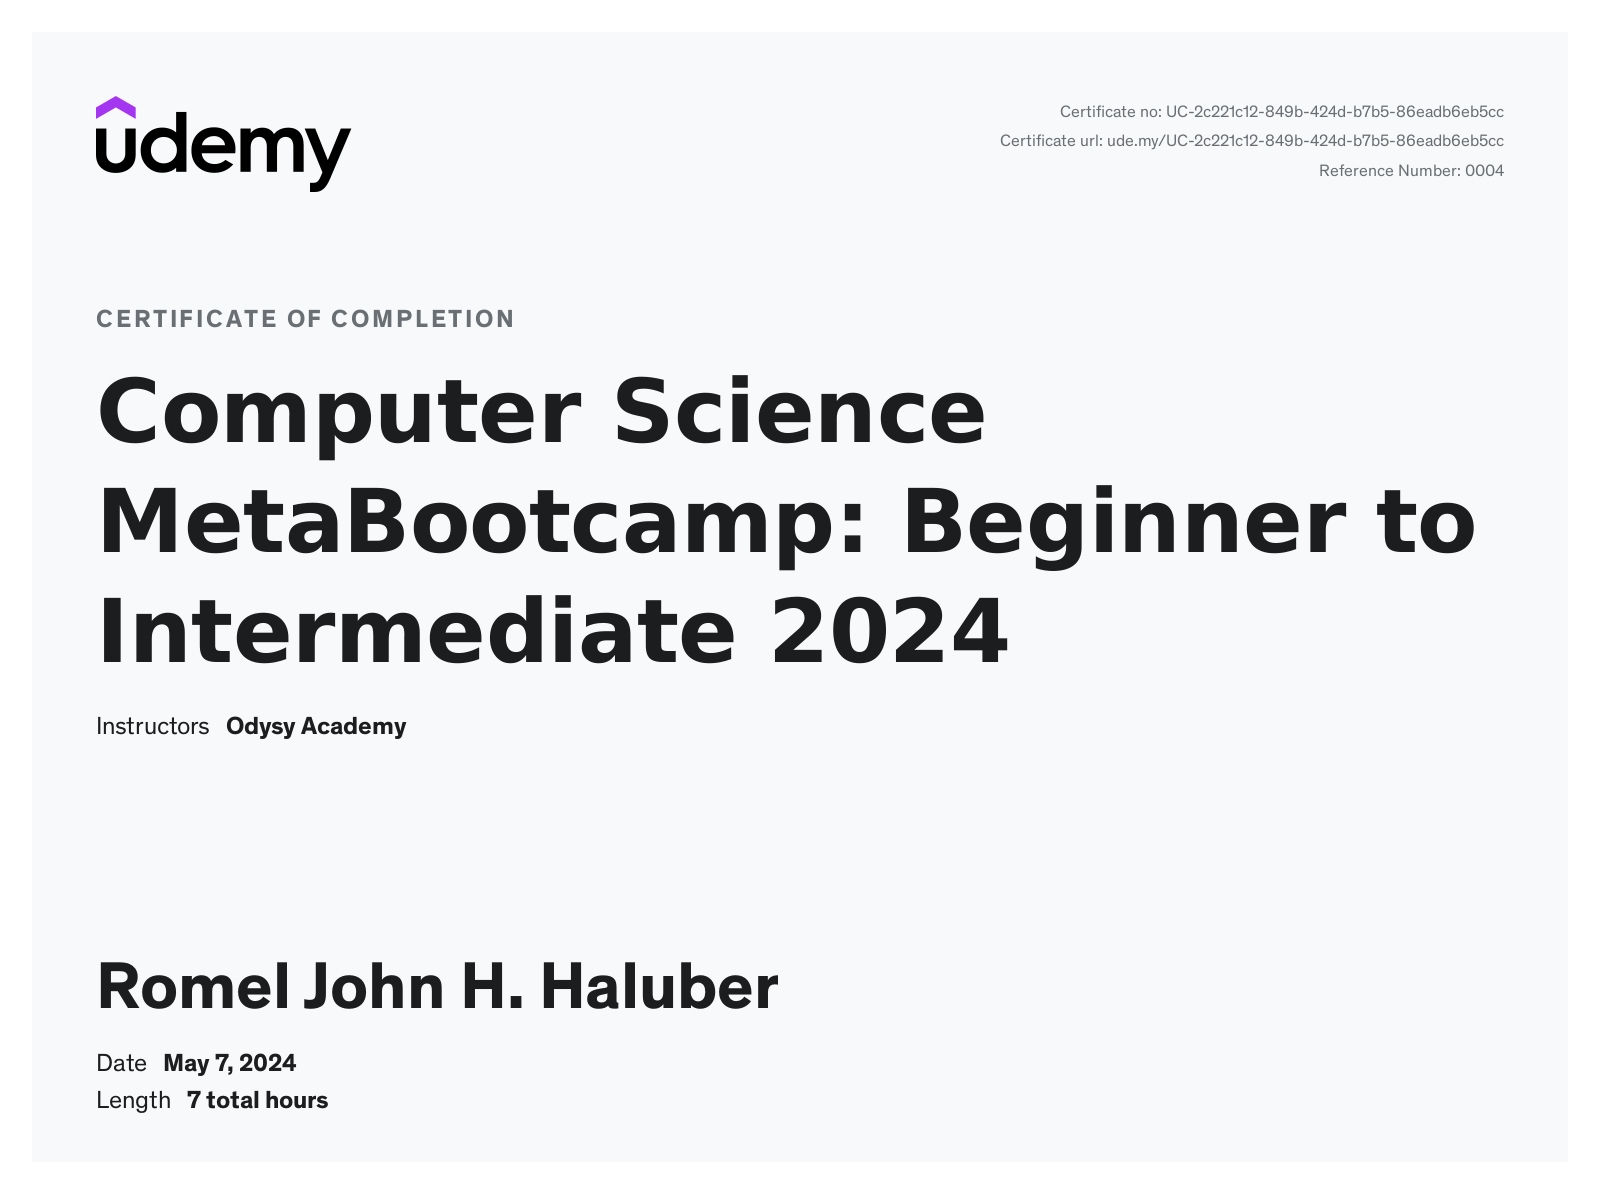 udemy
Certificate no: UC-2c221c12-849b-424d-b7b5-86eadb6eb5cc
Certificate url: ude.my/UC-2c221c12-849b-424d-b7b5-86eadb6eb5cc
Reference Number: 0004
CERTIFICATE OF COMPLETION
Computer Science
MetaBootcamp: Beginner to
Intermediate 2024
Instructors Odysy Academy
Romel John H. Haluber
Date May 7, 2024
Length 7 total hours